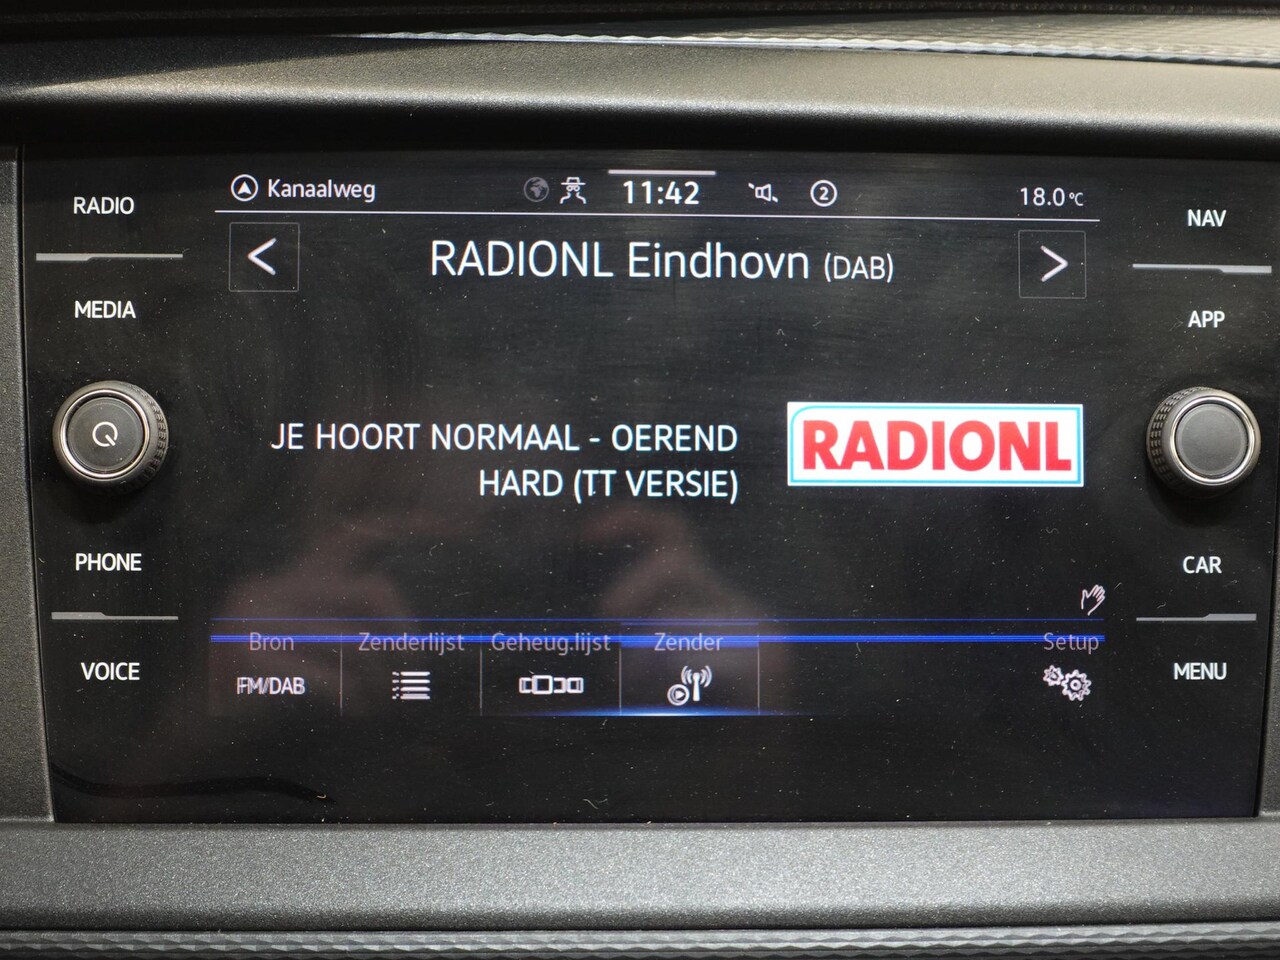 RADIO
MEDIA
PHONE
VOICE
Kanaalweg
11:42
2
18.0°C
< RADIONL Eindhovn (DAB) >
JE HOORT NORMAAL - OEREND
HARD (TT VERSIE)
RADIONL
Bron Zenderlijst Geheug.lijst Zender Setup
FM/DAB
NAV
APP
CAR
MENU